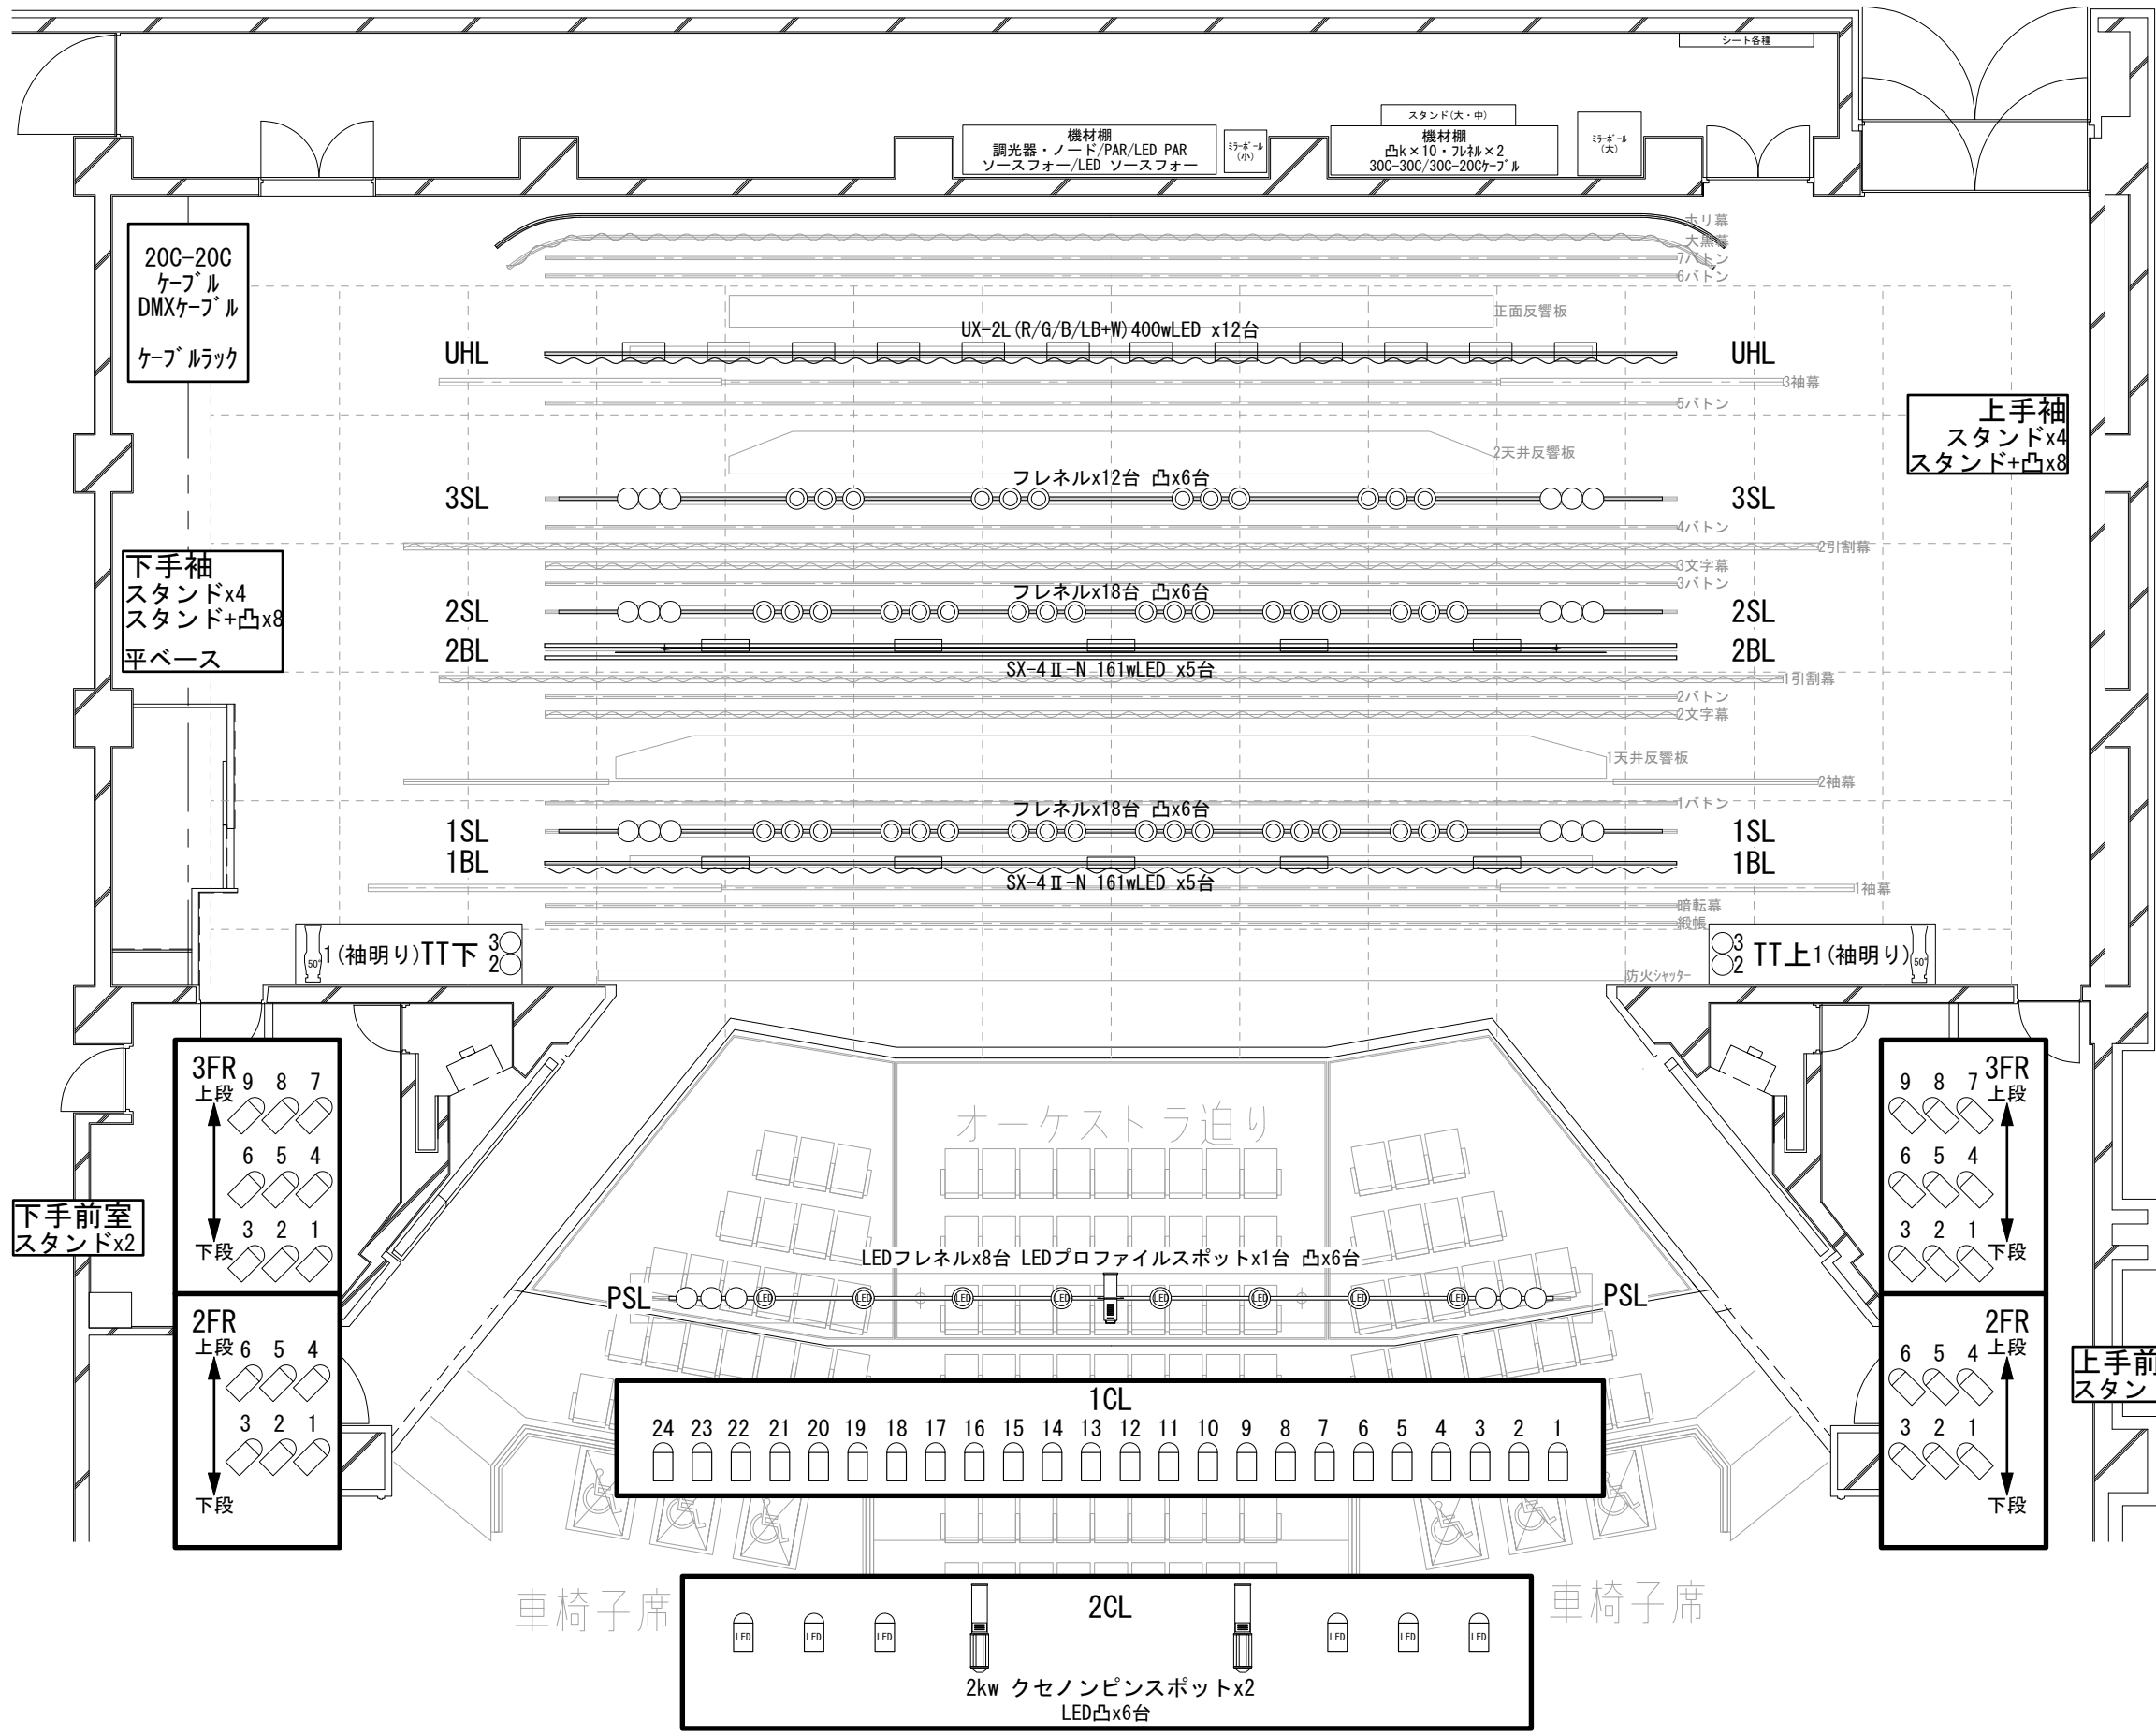 シート各種
スタンド(大・中)
機材棚
調光器・ノード/PAR/LED PAR
ソースフォー/LED ソースフォー
ミラーボール
(小)
機材棚
凸k×10・フレネル×2
30C-30C/30C-20Cケーブル
ミラーボール
(大)
20C-20C
ケーブル
DMXケーブル
ケーブルラック
ホリ幕
大黒幕
7バトン
6バトン
正面反響板
UX-2L(R/G/B/LB+W)400wLED x12台
UHL
UHL
3袖幕
5バトン
上手袖
スタンドx4
スタンド+凸x8
2天井反響板
フレネルx12台 凸x6台
3SL
3SL
4バトン
2引割幕
下手袖
スタンドx4
スタンド+凸x8
平ベース
3文字幕
3バトン
フレネルx18台 凸x6台
2SL
2SL
2BL
2BL
SX-4Ⅱ-N 161wLED x5台
1引割幕
2バトン
2文字幕
1天井反響板
2袖幕
1バトン
フレネルx18台 凸x6台
1SL
1SL
1BL
1BL
SX-4Ⅱ-N 161wLED x5台
1袖幕
暗転幕
緞帳
50° 1(袖明り)TT下 3
2
3 TT上1(袖明り) 50°
2
防火シャッター
3FR
上段
9 8 7
6 5 4
3 2 1
下段
3FR
上段
9 8 7
6 5 4
3 2 1
下段
オーケストラ迫り
下手前室
スタンドx2
LEDフレネルx8台 LEDプロファイルスポットx1台 凸x6台
PSL LED LED LED LED LED LED LED LED PSL
2FR
上段
6 5 4
3 2 1
下段
2FR
上段
6 5 4
3 2 1
下段
上手前
スタン
1CL
24 23 22 21 20 19 18 17 16 15 14 13 12 11 10 9 8 7 6 5 4 3 2 1
車椅子席
車椅子席
2CL
LED LED LED LED LED LED
2kw クセノンピンスポットx2
LED凸x6台